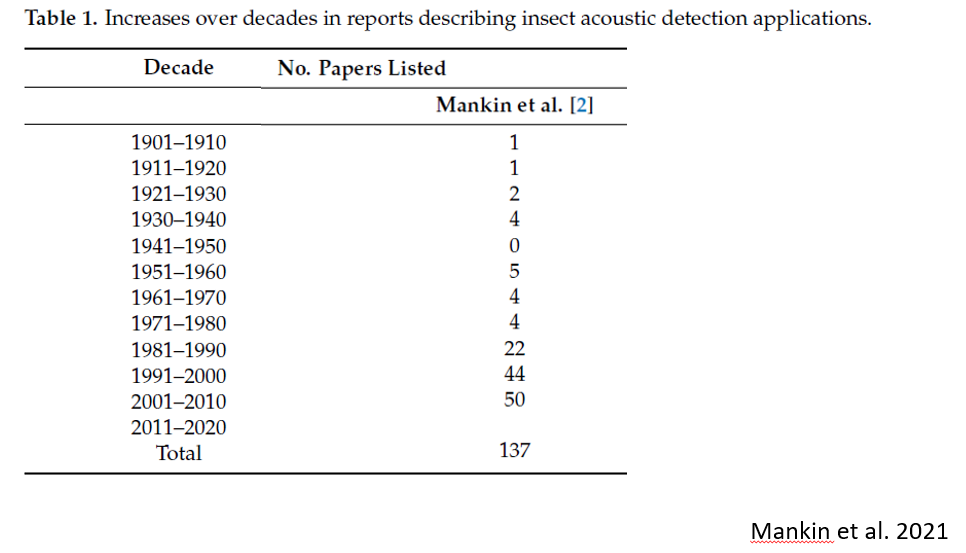 Table 1. Increases over decades in reports describing insect acoustic detection applications.
Decade No. Papers Listed
Mankin et al. [2]
1901–1910 1
1911–1920 1
1921–1930 2
1930–1940 4
1941–1950 0
1951–1960 5
1961–1970 4
1971–1980 4
1981–1990 22
1991–2000 44
2001–2010 50
2011–2020
Total 137
Mankin et al. 2021